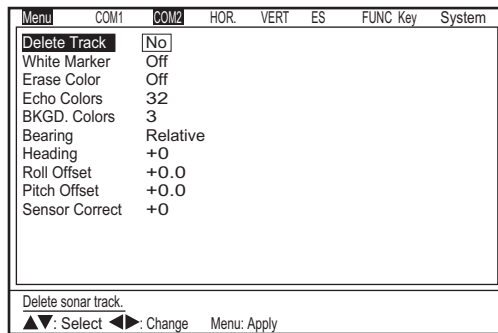 Menu COM1 COM2 HOR. VERT ES FUNC Key System
Delete Track No
White Marker Off
Erase Color Off
Echo Colors 32
BKGD. Colors 3
Bearing Relative
Heading +0
Roll Offset +0.0
Pitch Offset +0.0
Sensor Correct +0
Delete sonar track.
▲▼: Select ◀▶: Change Menu: Apply